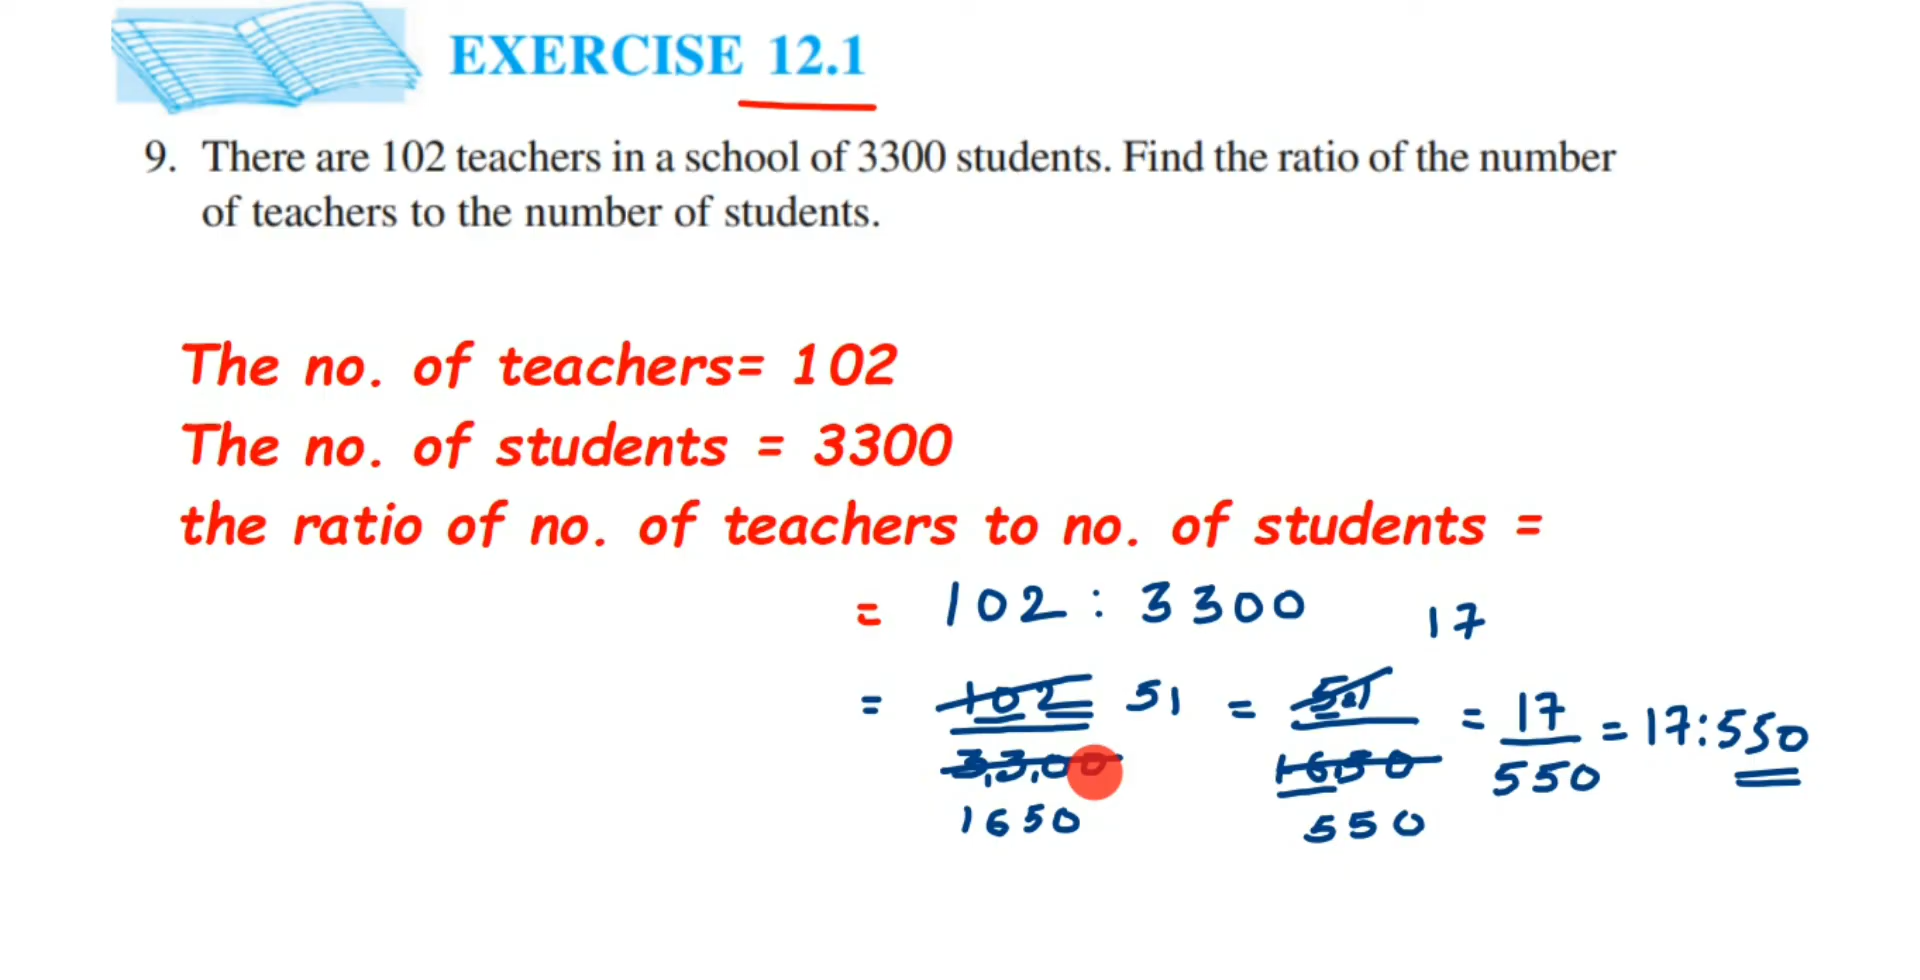 EXERCISE 12.1
9. There are 102 teachers in a school of 3300 students. Find the ratio of the number
of teachers to the number of students.
The no. of teachers= 102
The no. of students = 3300
the ratio of no. of teachers to no. of students =
= 102 : 3300 17
= 102/3300 51 = 51/1650 = 17/550 = 17:550
1650 550